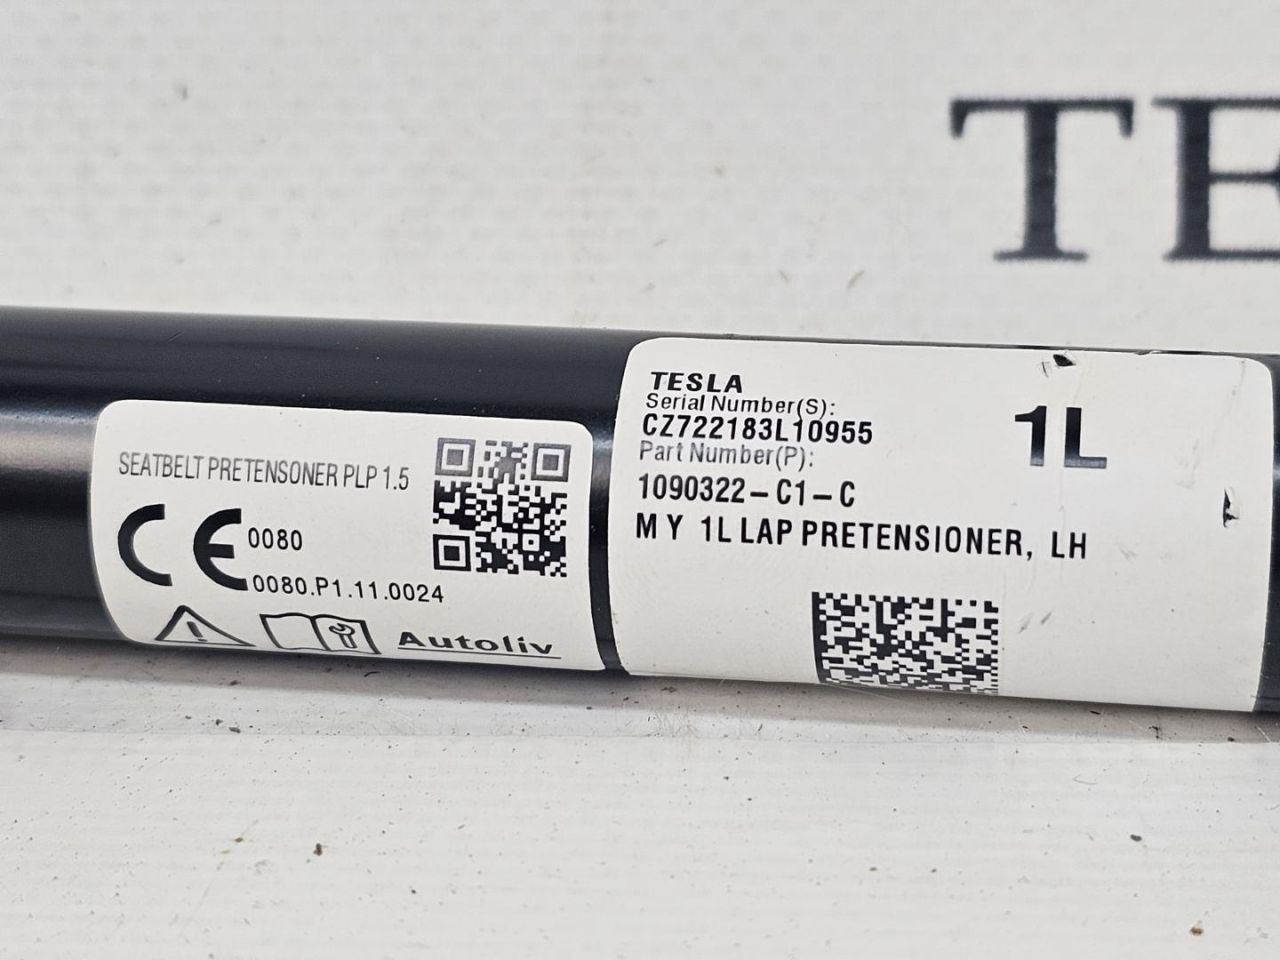 TE
SEATBELT PRETENSONER PLP 1.5
CE 0080
0080.P1.11.0024
Autoliv
TESLA
Serial Number(S):
CZ722183L10955
Part Number(P):
1090322-C1-C
MY 1L LAP PRETENSIONER, LH
1L